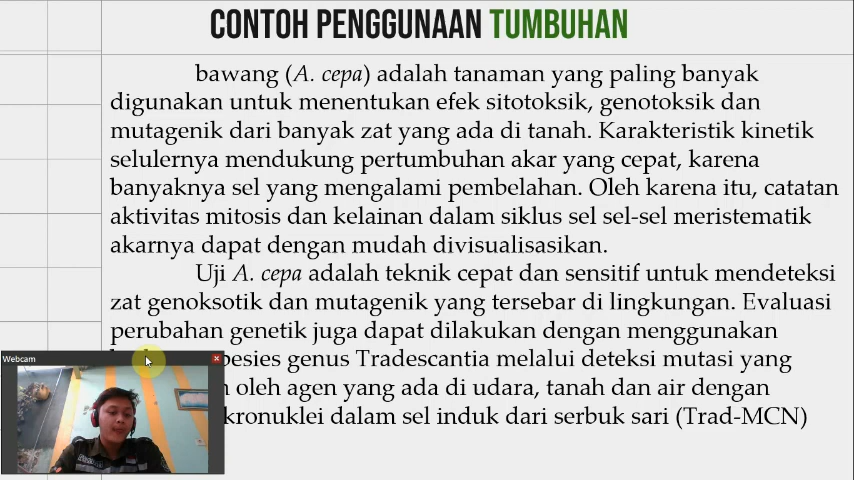 CONTOH PENGGUNAAN TUMBUHAN
bawang (A. cepa) adalah tanaman yang paling banyak
digunakan untuk menentukan efek sitotoksik, genotoksik dan
mutagenik dari banyak zat yang ada di tanah. Karakteristik kinetik
selulernya mendukung pertumbuhan akar yang cepat, karena
banyaknya sel yang mengalami pembelahan. Oleh karena itu, catatan
aktivitas mitosis dan kelainan dalam siklus sel sel-sel meristematik
akarnya dapat dengan mudah divisualisasikan.
Uji A. cepa adalah teknik cepat dan sensitif untuk mendeteksi
zat genoksotik dan mutagenik yang tersebar di lingkungan. Evaluasi
perubahan genetik juga dapat dilakukan dengan menggunakan
genus Tradescantia melalui deteksi mutasi yang
oleh agen yang ada di udara, tanah dan air dengan
kronuklei dalam sel induk dari serbuk sari (Trad-MCN)
Webcam